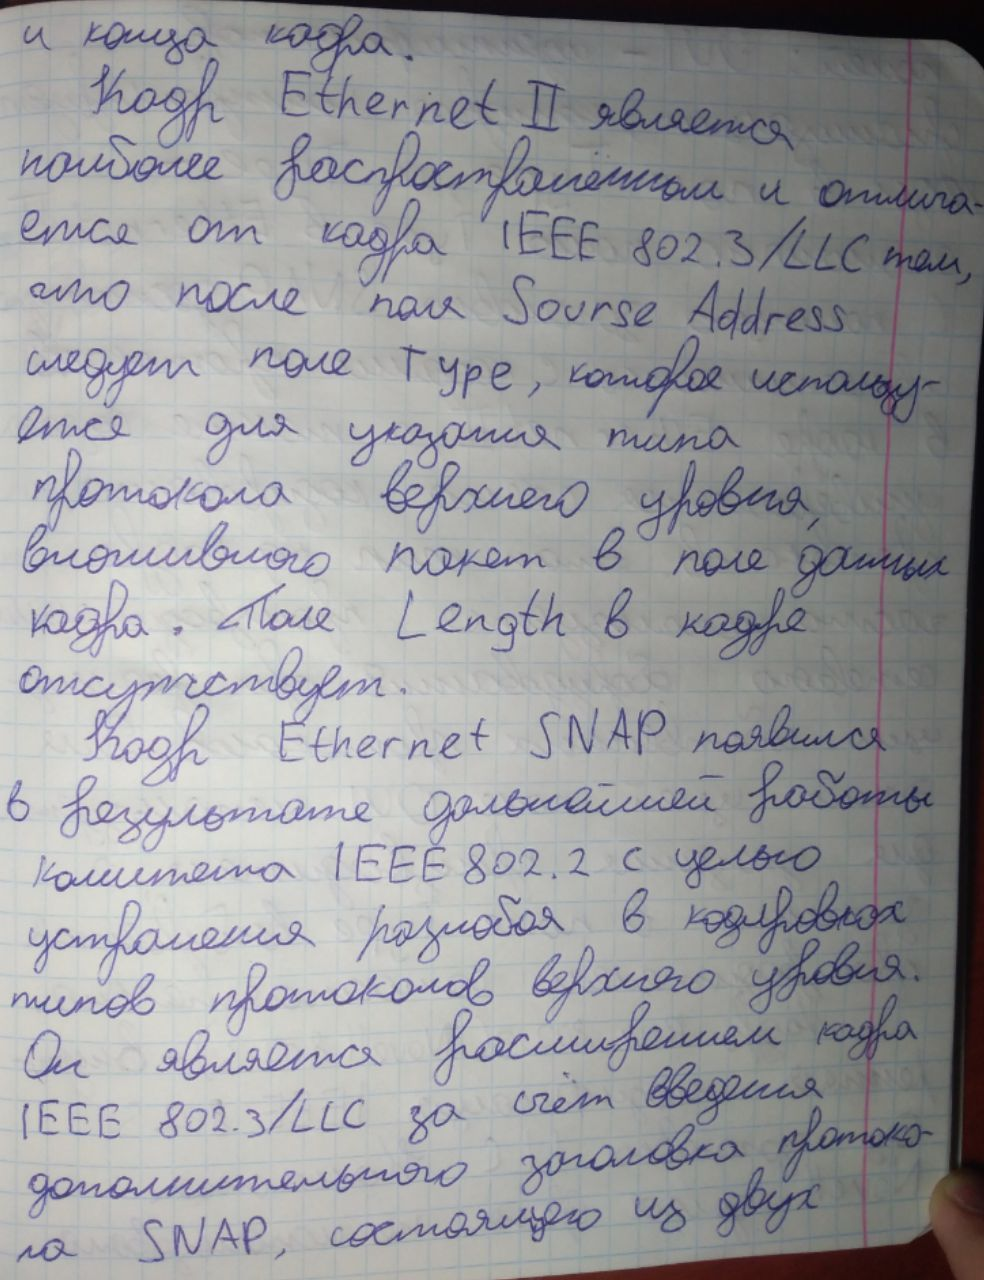 и конца кадра.
Кадр Ethernet II является
наиболее распространённым и отлича-
ется от кадра IEEE 802.3/LLC тем,
что после поля Sourse Address
следует поле Type, которое использу-
ется для указания типа
протокола верхнего уровня,
вложившего пакет в поле данных
кадра. Поле Length в кадре
отсутствует.
Кадр Ethernet SNAP появился
в результате дальнейшей работы
комитета IEEE 802.2 с целью
устранения разнобоя в кодировках
типов протоколов верхнего уровня.
Он является расширением кадра
IEEE 802.3/LLC за счёт введения
дополнительного заголовка протоко-
ла SNAP, состоящего из двух